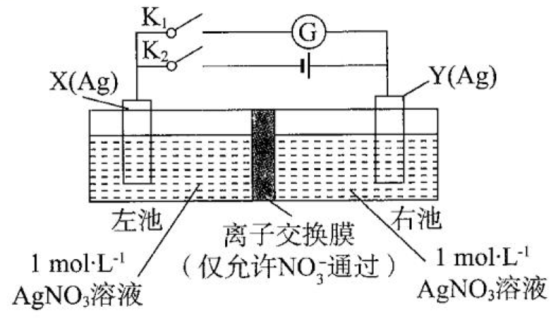 K₁
G
K₂
X(Ag)
Y(Ag)
左池
离子交换膜
右池
（仅允许NO₃⁻通过）
1 mol·L⁻¹
AgNO₃溶液
1 mol·L⁻¹
AgNO₃溶液